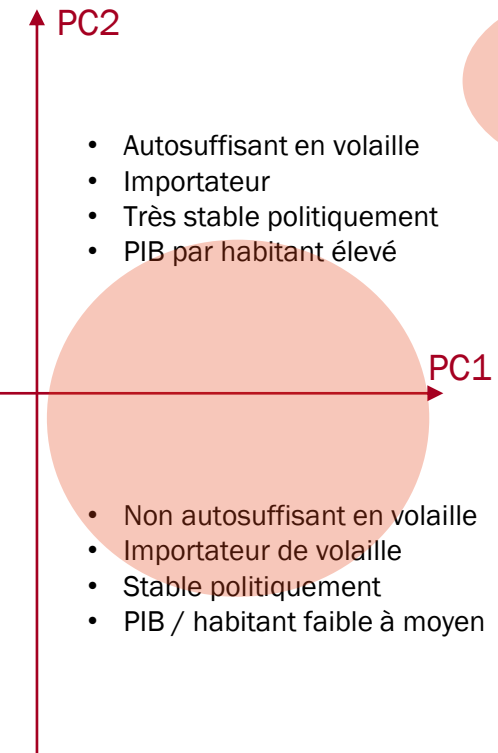 PC2
• Autosuffisant en volaille
• Importateur
• Très stable politiquement
• PIB par habitant élevé
PC1
• Non autosuffisant en volaille
• Importateur de volaille
• Stable politiquement
• PIB / habitant faible à moyen